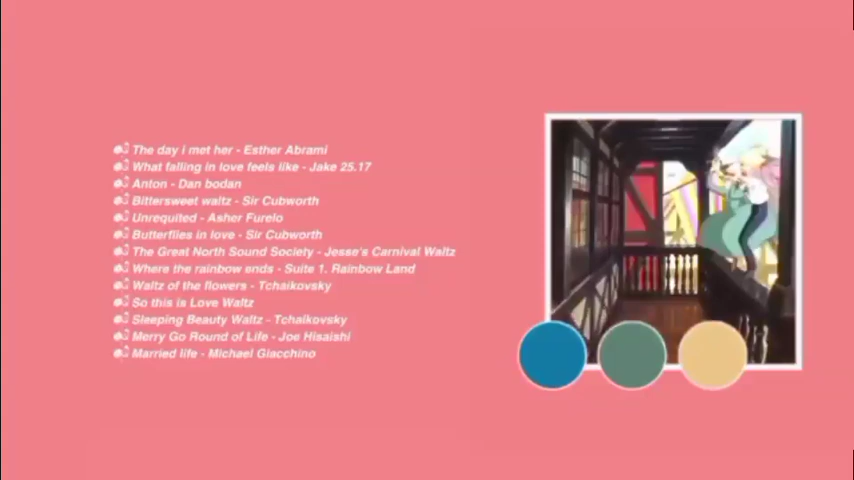 The day i met her - Esther Abrami
What falling in love feels like - Jake 25.17
Anton - Dan bodan
Bittersweet waltz - Sir Cubworth
Unrequited - Asher Furelo
Butterflies in love - Sir Cubworth
The Great North Sound Society - Jesse's Carnival Waltz
Where the rainbow ends - Suite 1. Rainbow Land
Waltz of the flowers - Tchaikovsky
So this is Love Waltz
Sleeping Beauty Waltz - Tchaikovsky
Merry Go Round of Life - Joe Hisaishi
Married life - Michael Giacchino